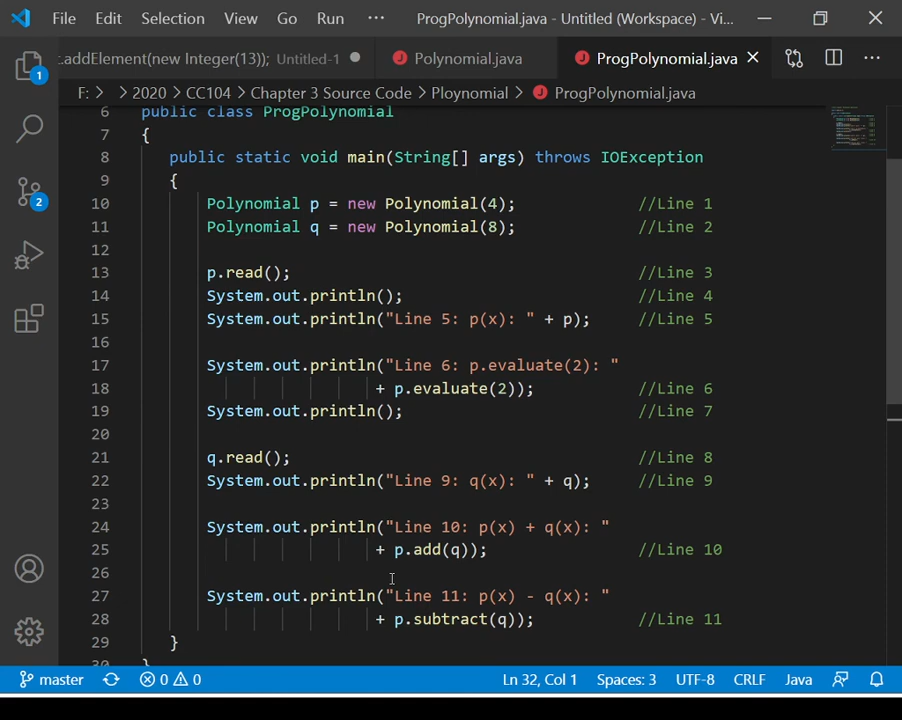 File Edit Selection View Go Run ··· ProgPolynomial.java - Untitled (Workspace) - Vi...
.addElement(new Integer(13)); Untitled-1 Polynomial.java ProgPolynomial.java
F: > > 2020 > CC104 > Chapter 3 Source Code > Ploynomial > ProgPolynomial.java
6 public class ProgPolynomial
7 {
8 public static void main(String[] args) throws IOException
9 {
10 Polynomial p = new Polynomial(4); //Line 1
11 Polynomial q = new Polynomial(8); //Line 2
12
13 p.read(); //Line 3
14 System.out.println(); //Line 4
15 System.out.println("Line 5: p(x): " + p); //Line 5
16
17 System.out.println("Line 6: p.evaluate(2): "
18 + p.evaluate(2)); //Line 6
19 System.out.println(); //Line 7
20
21 q.read(); //Line 8
22 System.out.println("Line 9: q(x): " + q); //Line 9
23
24 System.out.println("Line 10: p(x) + q(x): "
25 + p.add(q)); //Line 10
26
27 System.out.println("Line 11: p(x) - q(x): "
28 + p.subtract(q)); //Line 11
29 }
30 }
1
2
master 0 0 Ln 32, Col 1 Spaces: 3 UTF-8 CRLF Java